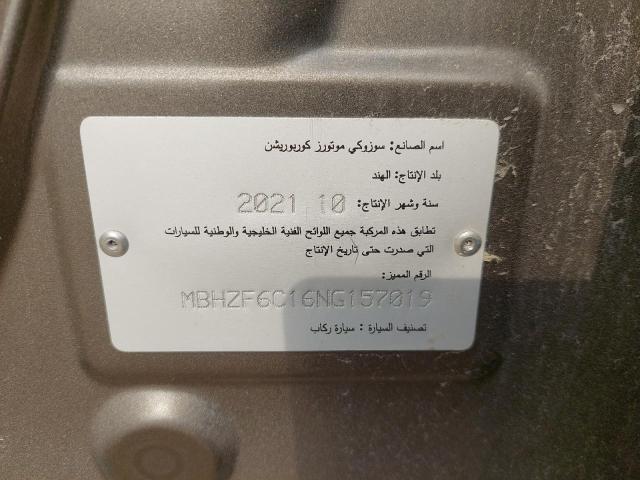 اسم الصانع: سوزوكي موتورز كوربوريشن
بلد الإنتاج: الهند
سنة وشهر الإنتاج: 10 2021
تطابق هذه المركبة جميع اللوائح الفنية الخليجية والوطنية للسيارات
التي صدرت حتى تاريخ الإنتاج
الرقم المميز:
MBHZF6C16NG157019
تصنيف السيارة : سيارة ركاب